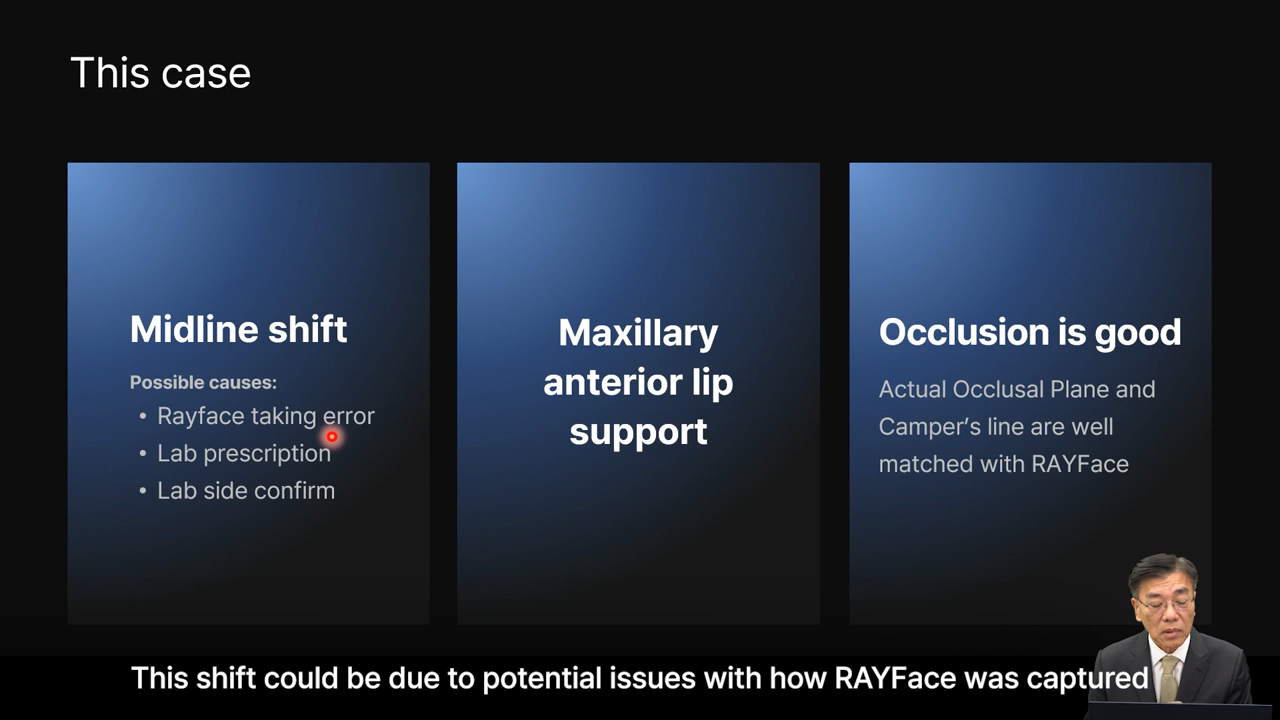 This case
Midline shift
Possible causes:
• Rayface taking error
• Lab prescription
• Lab side confirm
Maxillary
anterior lip
support
Occlusion is good
Actual Occlusal Plane and
Camper’s line are well
matched with RAYFace
This shift could be due to potential issues with how RAYFace was captured